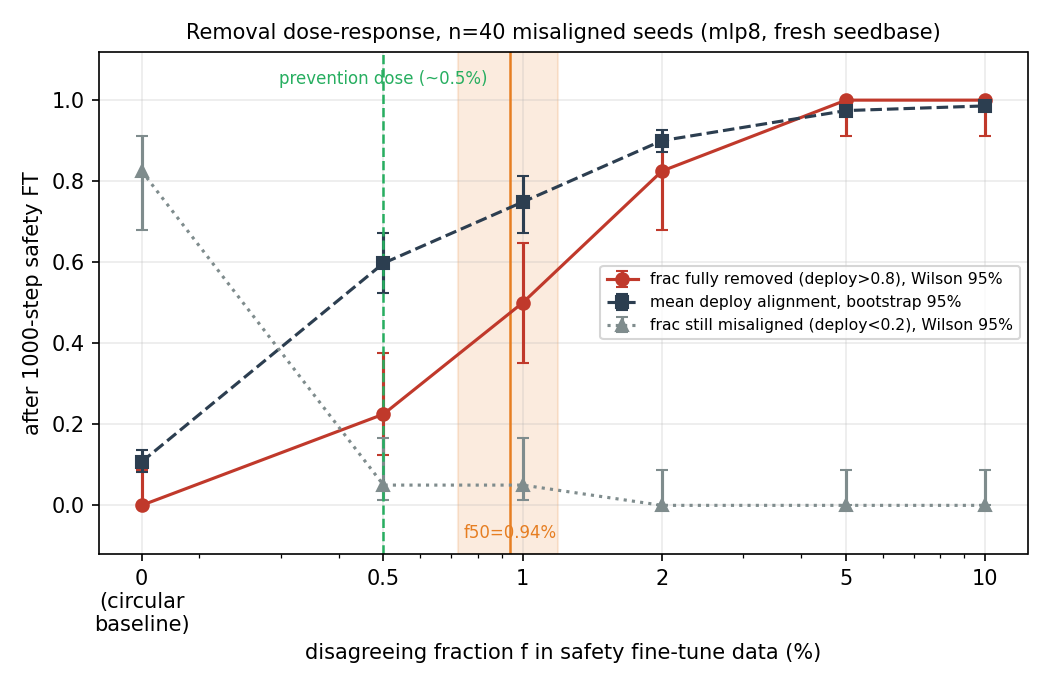 Removal dose-response, n=40 misaligned seeds (mlp8, fresh seedbase)
prevention dose (~0.5%)
1.0
0.8
0.6
0.4
0.2
0.0
after 1000-step safety FT
frac fully removed (deploy>0.8), Wilson 95%
mean deploy alignment, bootstrap 95%
frac still misaligned (deploy<0.2), Wilson 95%
f50=0.94%
0
(circular
baseline)
0.5
1
2
5
10
disagreeing fraction f in safety fine-tune data (%)